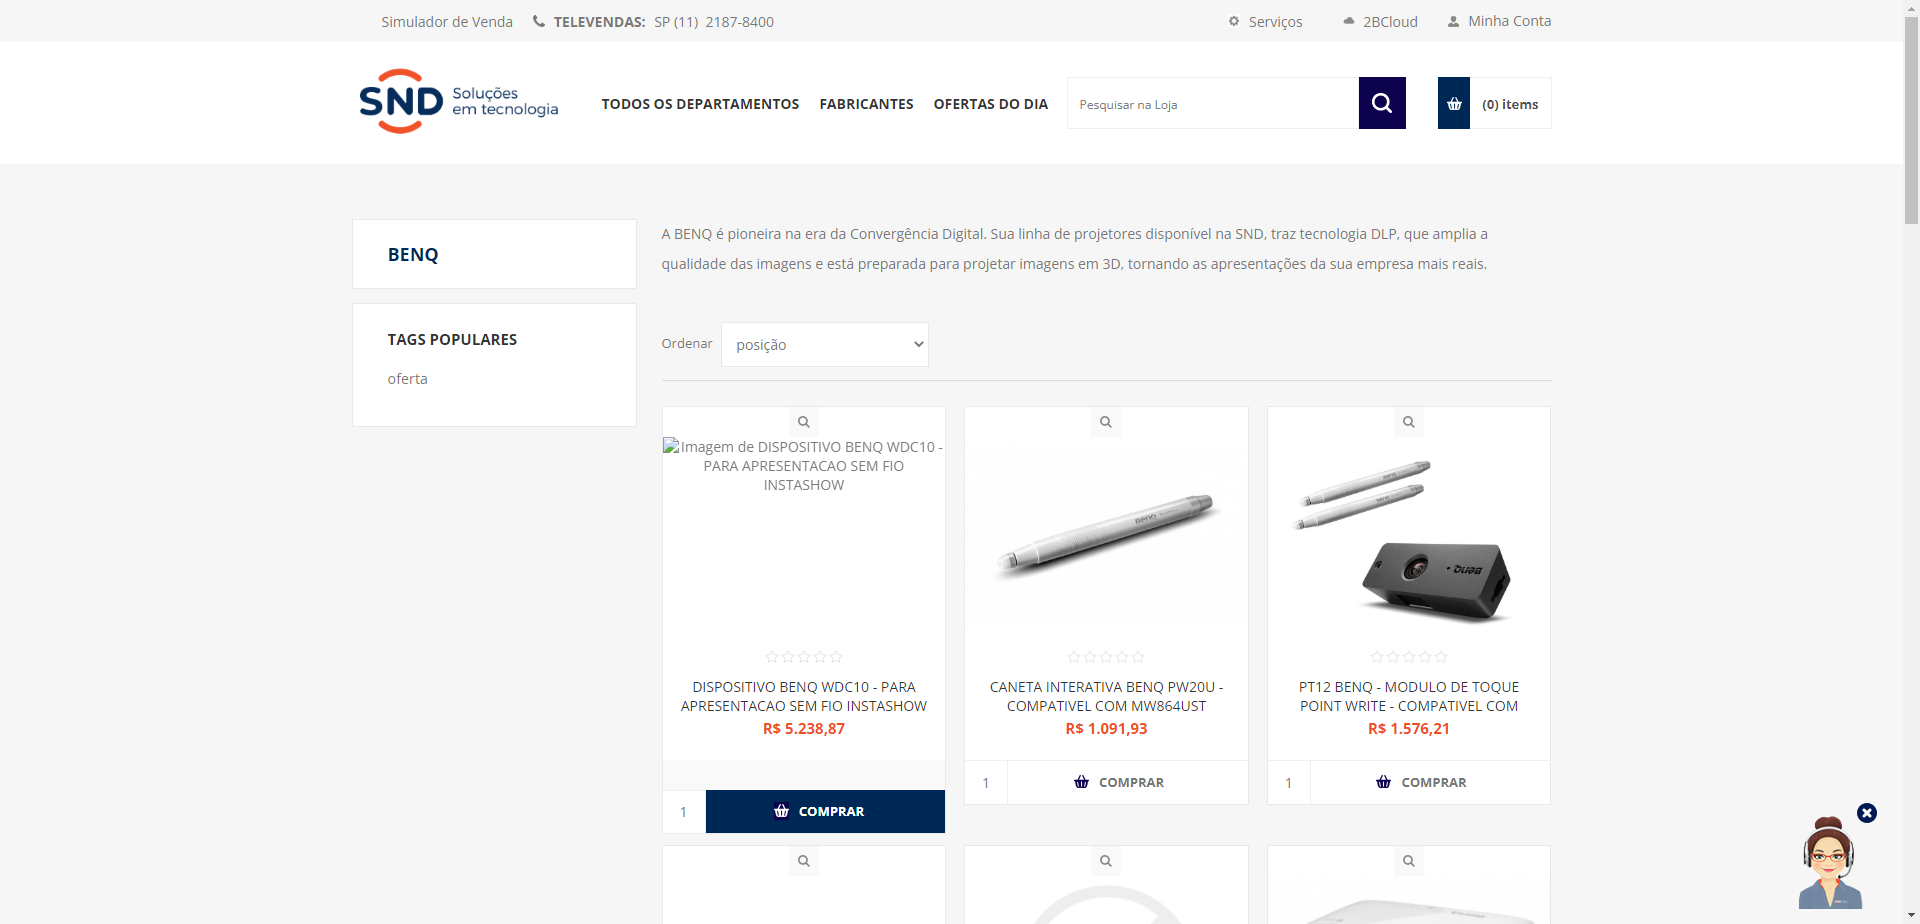 Simulador de Venda
TELEVENDAS: SP (11) 2187-8400
Serviços
2BCloud
Minha Conta
SND Soluções
em tecnologia
TODOS OS DEPARTAMENTOS
FABRICANTES
OFERTAS DO DIA
Pesquisar na Loja
(0) items
BENQ
TAGS POPULARES
oferta
A BENQ é pioneira na era da Convergência Digital. Sua linha de projetores disponível na SND, traz tecnologia DLP, que amplia a
qualidade das imagens e está preparada para projetar imagens em 3D, tornando as apresentações da sua empresa mais reais.
Ordenar
posição
Imagem de DISPOSITIVO BENQ WDC10 -
PARA APRESENTACAO SEM FIO
INSTASHOW
DISPOSITIVO BENQ WDC10 - PARA
APRESENTACAO SEM FIO INSTASHOW
R$ 5.238,87
1
COMPRAR
BenQ
CANETA INTERATIVA BENQ PW20U -
COMPATIVEL COM MW864UST
R$ 1.091,93
1
COMPRAR
BenQ
PT12 BENQ - MODULO DE TOQUE
POINT WRITE - COMPATIVEL COM
R$ 1.576,21
1
COMPRAR